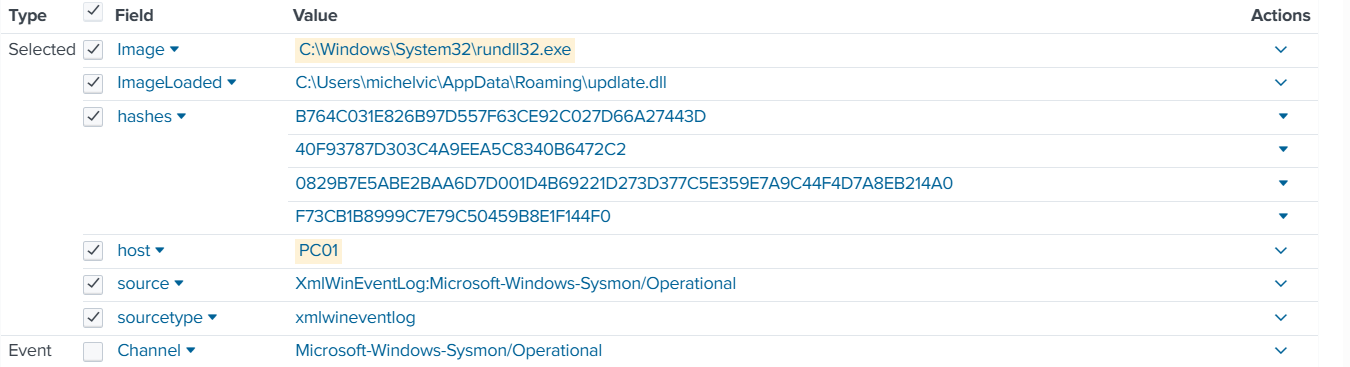 Type Field Value Actions
Selected Image C:\Windows\System32\rundll32.exe
ImageLoaded C:\Users\michelvic\AppData\Roaming\updlate.dll
hashes B764C031E826B97D557F63CE92C027D66A27443D
40F93787D303C4A9EEA5C8340B6472C2
0829B7E5ABE2BAA6D7D001D4B69221D273D377C5E359E7A9C44F4D7A8EB214A0
F73CB1B8999C7E79C50459B8E1F144F0
host PC01
source XmlWinEventLog:Microsoft-Windows-Sysmon/Operational
sourcetype xmlwineventlog
Event Channel Microsoft-Windows-Sysmon/Operational